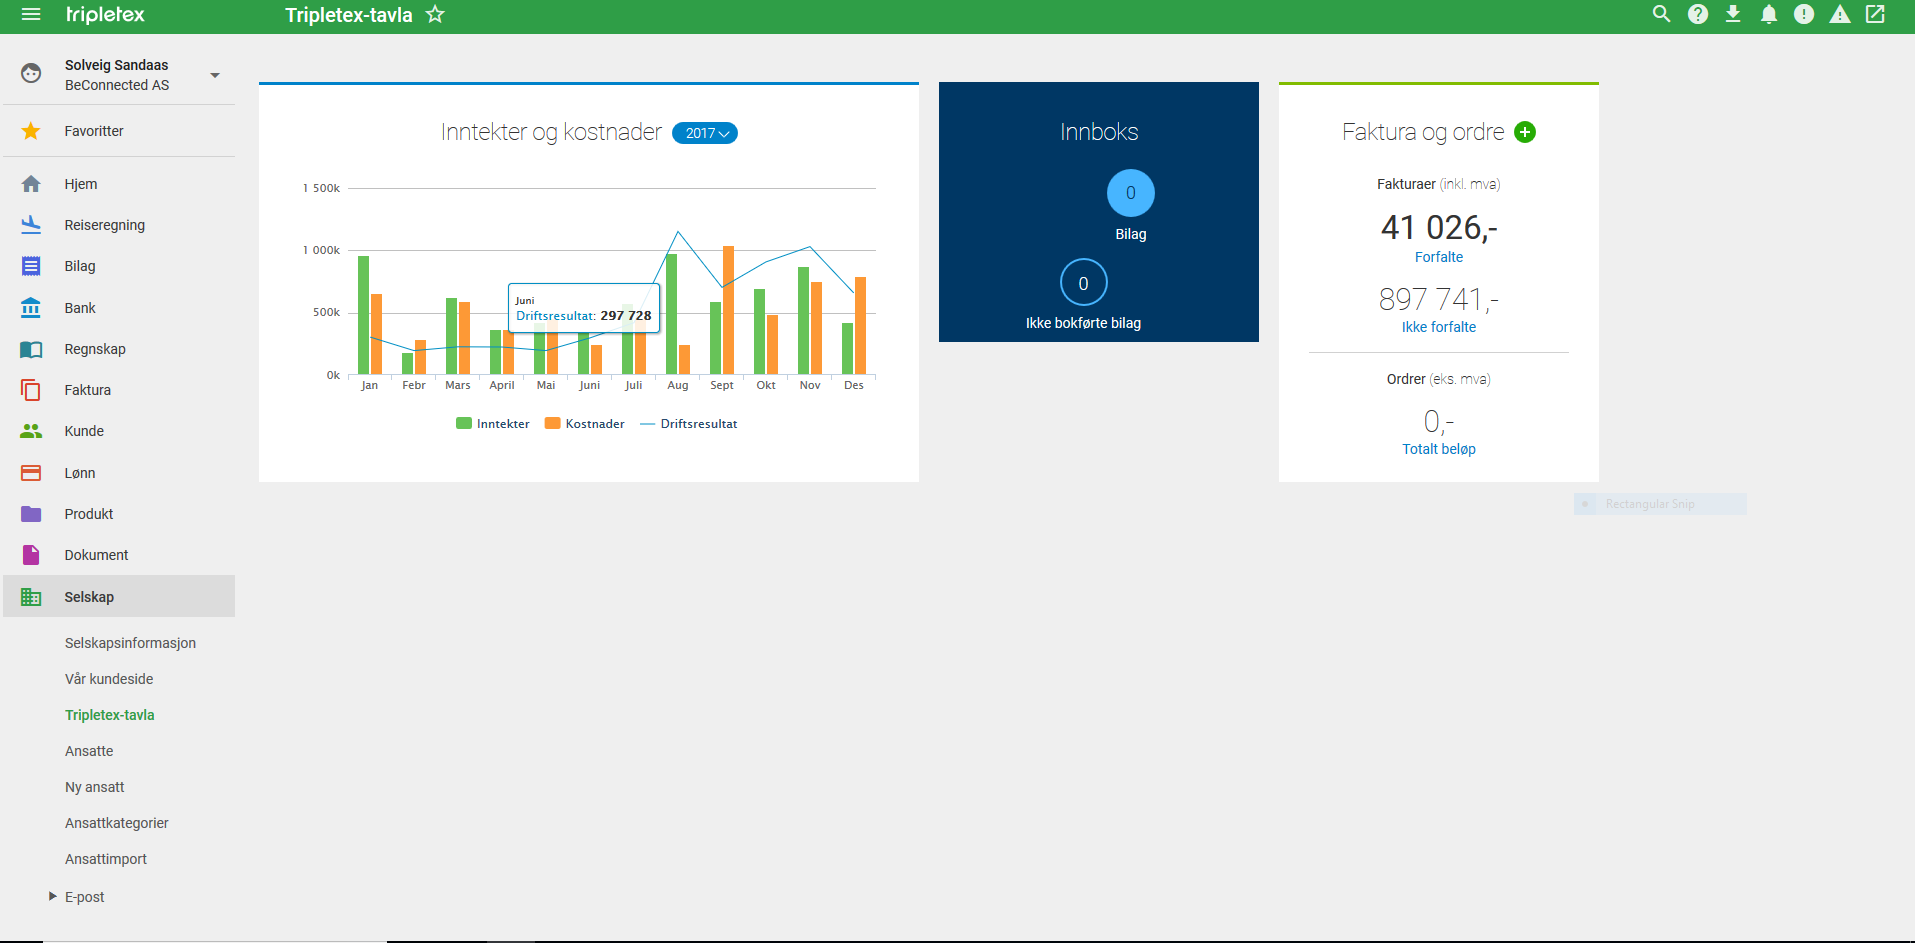 tripletex
Tripletex-tavla
Solveig Sandaas
BeConnected AS
Favoritter
Hjem
Reiseregning
Bilag
Bank
Regnskap
Faktura
Kunde
Lønn
Produkt
Dokument
Selskap
Selskapsinformasjon
Vår kundeside
Tripletex-tavla
Ansatte
Ny ansatt
Ansattkategorier
Ansattimport
E-post
Inntekter og kostnader 2017
1 500k
1 000k
500k
0k
Juni
Driftsresultat: 297 728
Jan Febr Mars April Mai Juni Juli Aug Sept Okt Nov Des
Inntekter Kostnader Driftsresultat
Innboks
0
Bilag
0
Ikke bokførte bilag
Faktura og ordre
Fakturaer (inkl. mva)
41 026,-
Forfalte
897 741,-
Ikke forfalte
Ordrer (eks. mva)
0,-
Totalt beløp
Rectangular Snip